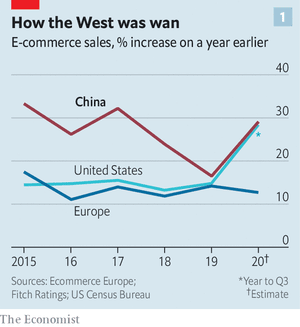 How the West was wan
1
E-commerce sales, % increase on a year earlier
40
China
30
United States
*
20
Europe
10
0
2015 16 17 18 19 20†
Sources: Ecommerce Europe; *Year to Q3
Fitch Ratings; US Census Bureau †Estimate
The Economist